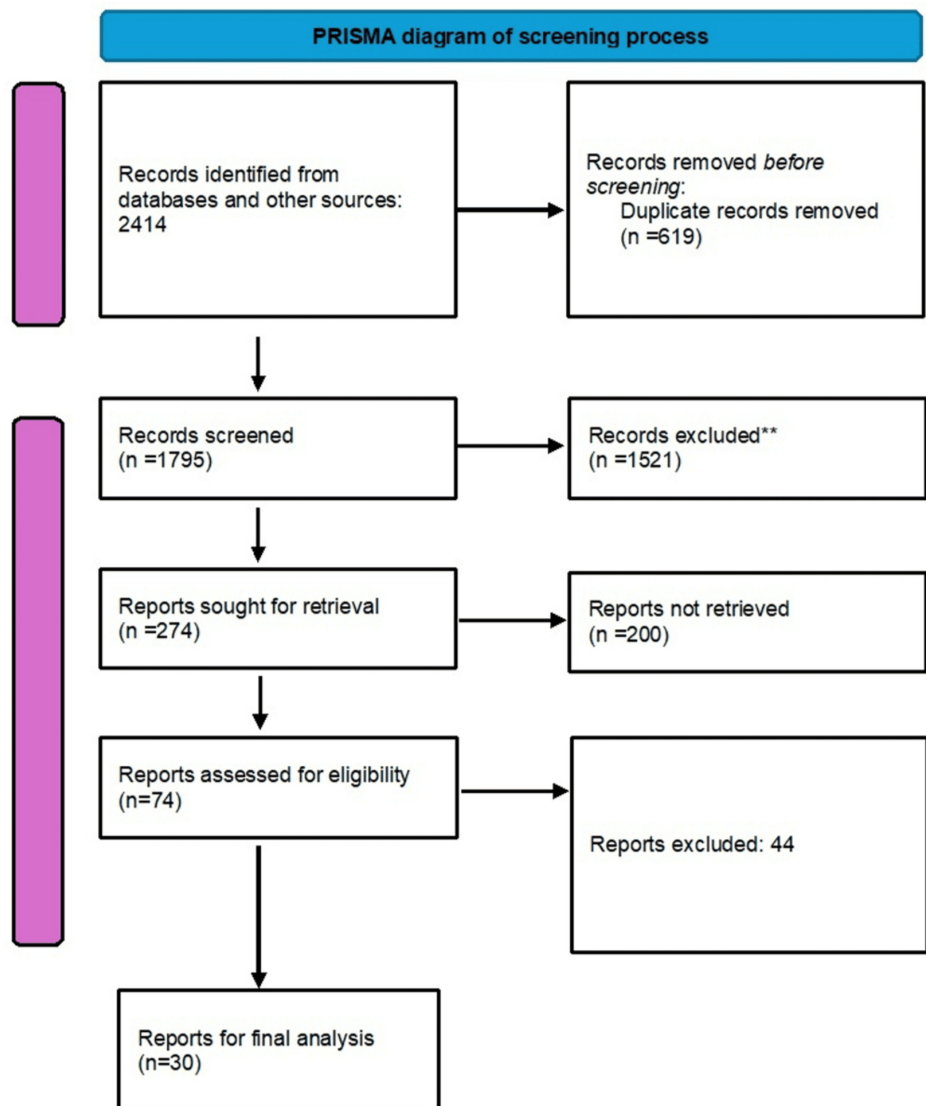 PRISMA diagram of screening process
Records identified from
databases and other sources:
2414
Records removed before
screening:
Duplicate records removed
(n =619)
Records screened
(n =1795)
Records excluded**
(n =1521)
Reports sought for retrieval
(n =274)
Reports not retrieved
(n =200)
Reports assessed for eligibility
(n=74)
Reports excluded: 44
Reports for final analysis
(n=30)